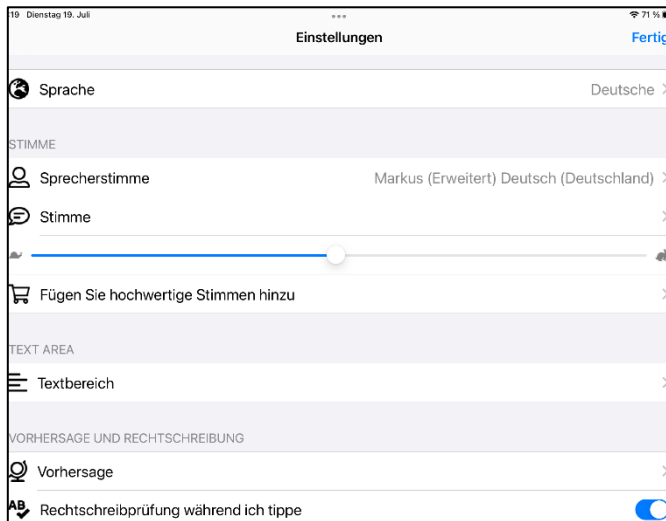 :19 Dienstag 19. Juli
71 %
Einstellungen
Fertig
Sprache
Deutsche
STIMME
Sprecherstimme
Markus (Erweitert) Deutsch (Deutschland)
Stimme
Fügen Sie hochwertige Stimmen hinzu
TEXT AREA
Textbereich
VORHERSAGE UND RECHTSCHREIBUNG
Vorhersage
AB
Rechtschreibprüfung während ich tippe